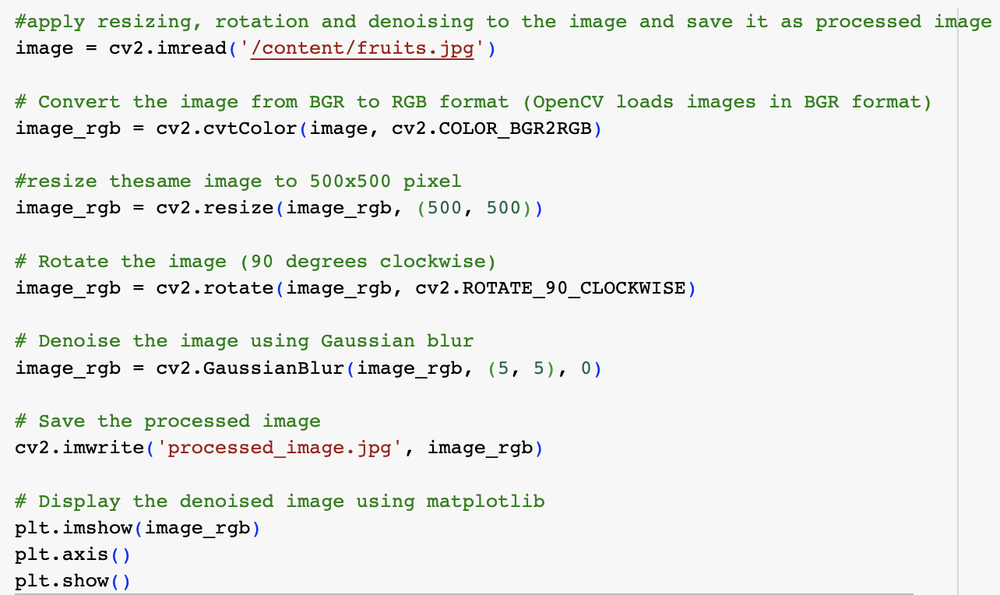 #apply resizing, rotation and denoising to the image and save it as processed image
image = cv2.imread('/content/fruits.jpg')
# Convert the image from BGR to RGB format (OpenCV loads images in BGR format)
image_rgb = cv2.cvtColor(image, cv2.COLOR_BGR2RGB)
#resize thesame image to 500x500 pixel
image_rgb = cv2.resize(image_rgb, (500, 500))
# Rotate the image (90 degrees clockwise)
image_rgb = cv2.rotate(image_rgb, cv2.ROTATE_90_CLOCKWISE)
# Denoise the image using Gaussian blur
image_rgb = cv2.GaussianBlur(image_rgb, (5, 5), 0)
# Save the processed image
cv2.imwrite('processed_image.jpg', image_rgb)
# Display the denoised image using matplotlib
plt.imshow(image_rgb)
plt.axis()
plt.show()